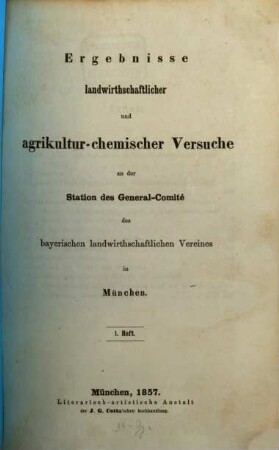 Ergebnisse
landwirthschaftlicher
und
agrikultur-chemischer Versuche
an der
Station des General-Comité
des
bayerischen landwirthschaftlichen Vereines
in
München.
1. Heft.
München, 1857.
Literarisch-artistische Anstalt
der J. G. Cotta'schen Buchhandlung.